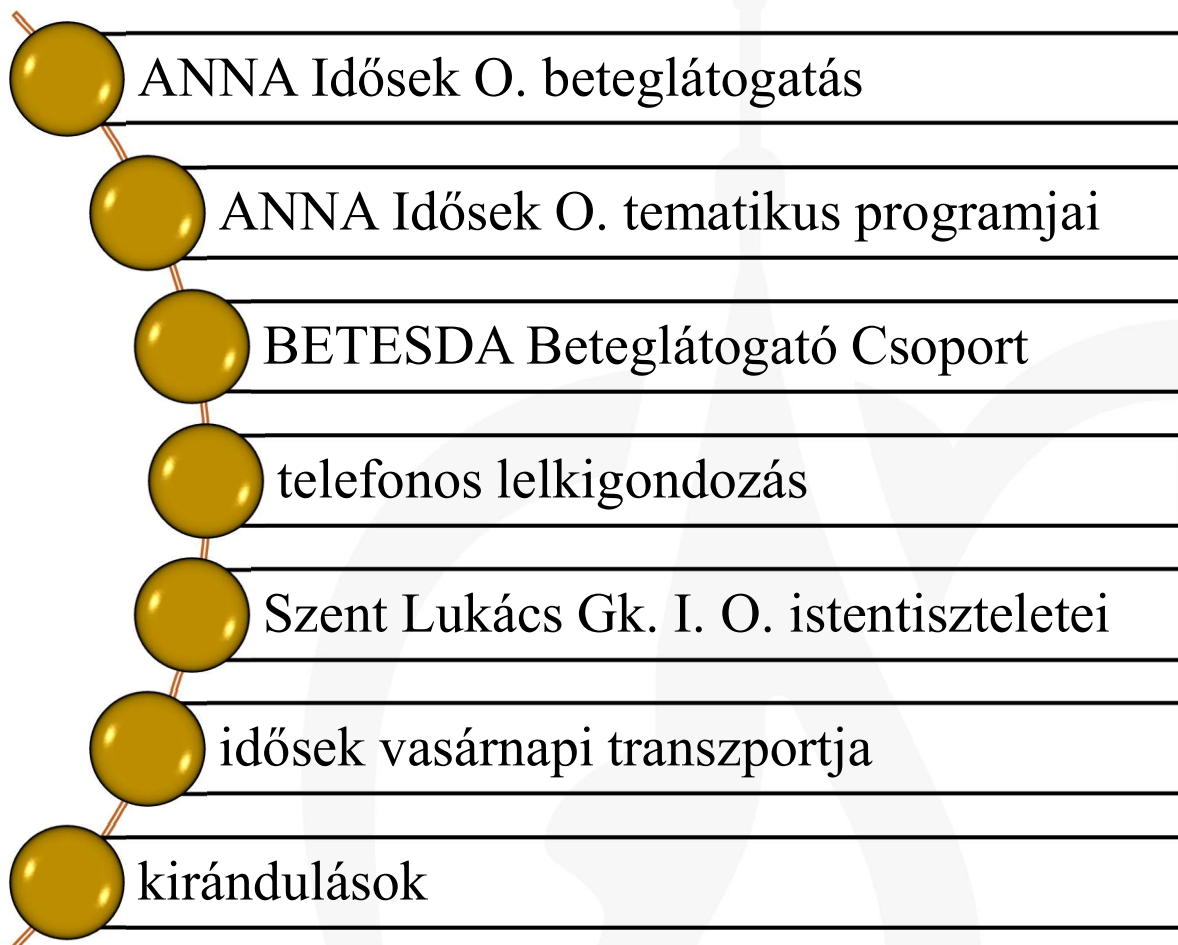 ANNA Idősek O. beteglátogatás
ANNA Idősek O. tematikus programjai
BETESDA Beteglátogató Csoport
telefonos lelkigondozás
Szent Lukács Gk. I. O. istentiszteletei
idősek vasárnapi transzportja
kirándulások